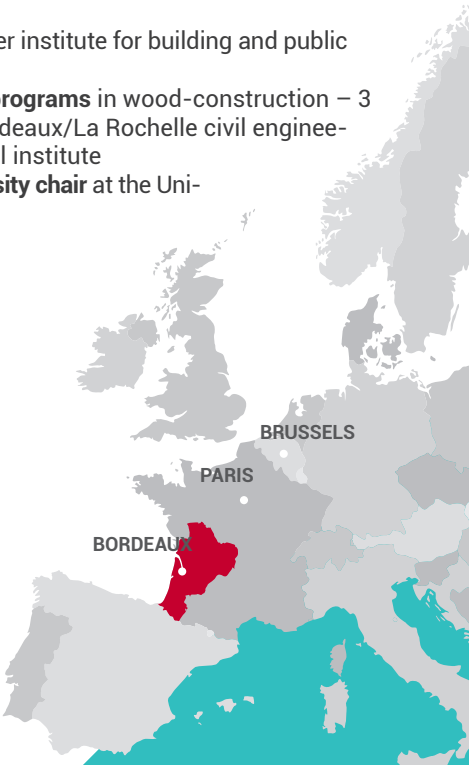 er institute for building and public
rograms in wood-construction – 3
deaux/La Rochelle civil enginee-
l institute
sity chair at the Uni-
BRUSSELS
PARIS
BORDEAUX